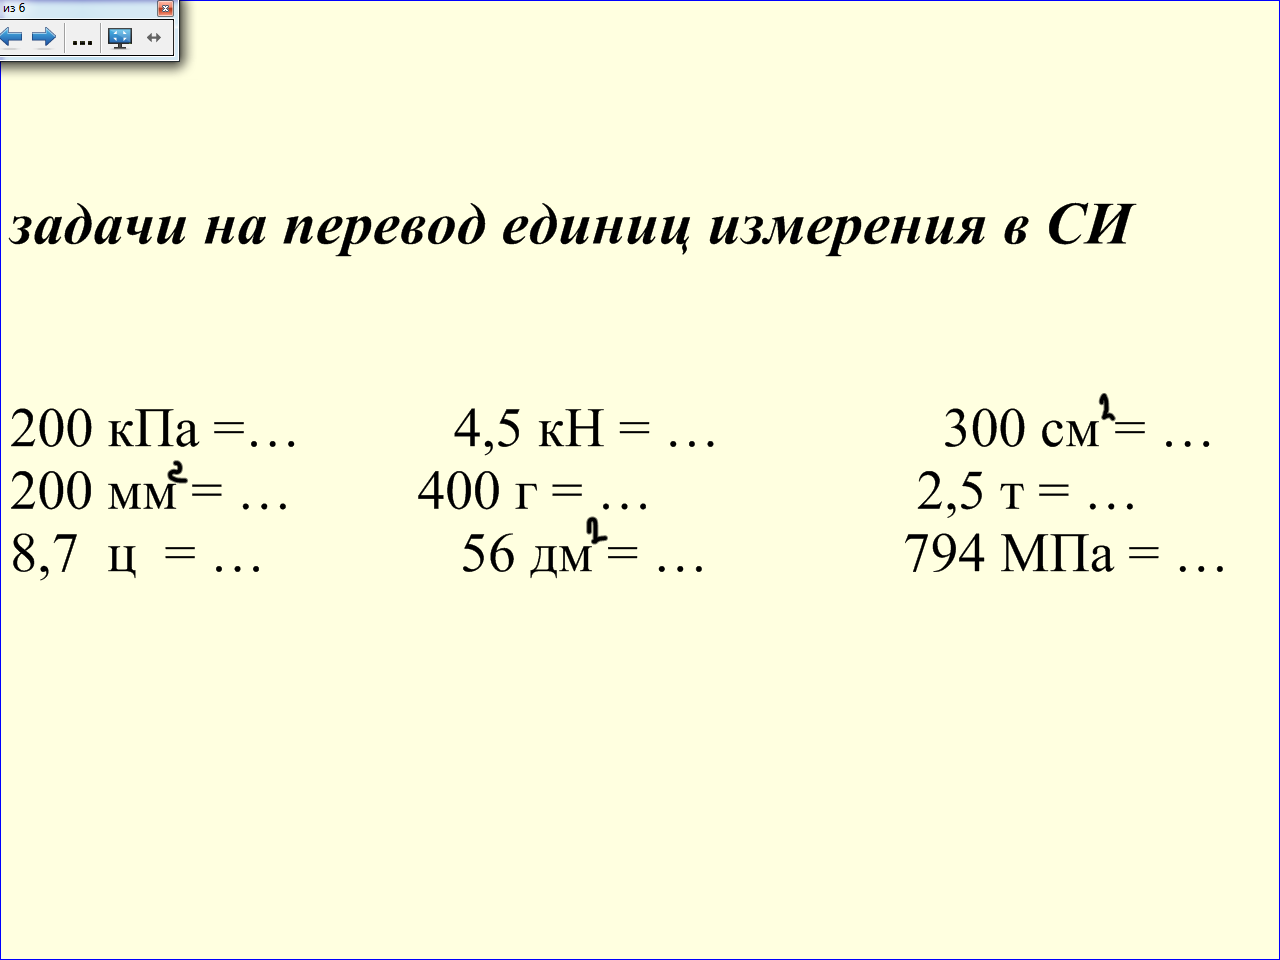 из 6
...
задачи на перевод единиц измерения в СИ
200 кПа =… 4,5 кН = … 300 см² = …
200 мм² = … 400 г = … 2,5 т = …
8,7 ц = … 56 дм² = … 794 МПа = …